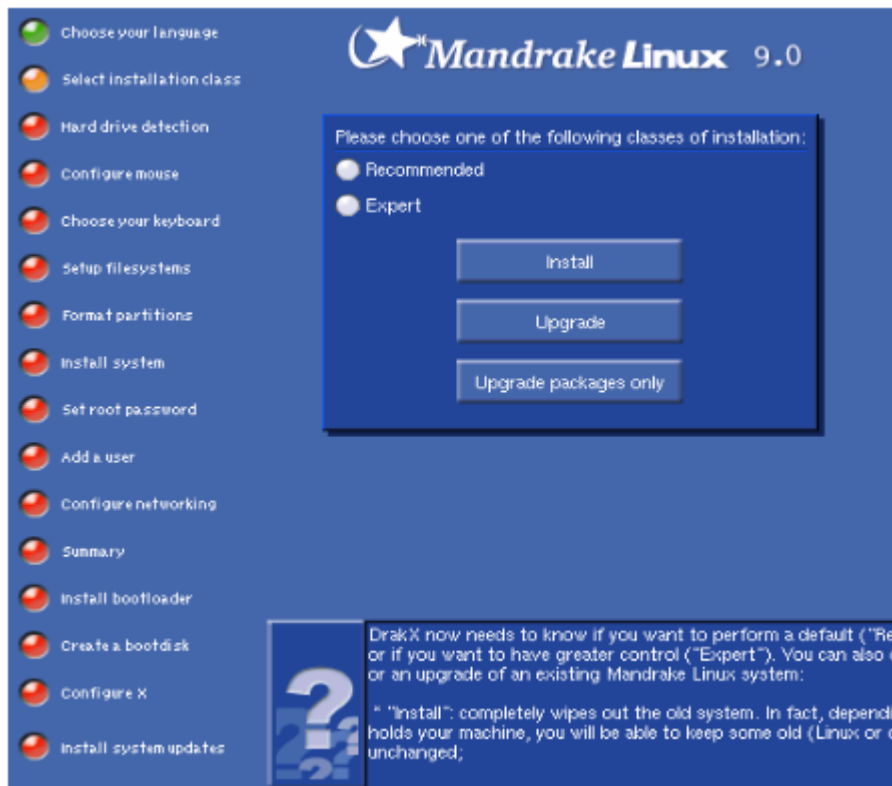 Choose your language
Select installation class
Hard drive detection
Configure mouse
Choose your keyboard
Setup filesystems
Format partitions
Install system
Set root password
Add a user
Configure networking
Summary
Install bootloader
Create a bootdisk
Configure X
Install system updates
Mandrake Linux 9.0
Please choose one of the following classes of installation:
Recommended
Expert
Install
Upgrade
Upgrade packages only
DrakX now needs to know if you want to perform a default ("Re
or if you want to have greater control ("Expert"). You can also
or an upgrade of an existing Mandrake Linux system:
* "Install": completely wipes out the old system. In fact, dependi
holds your machine, you will be able to keep some old (Linux or
unchanged;